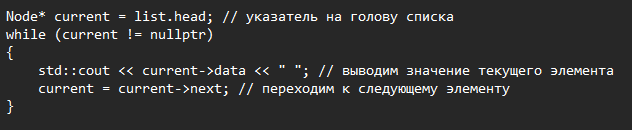 Node* current = list.head; // указатель на голову списка
while (current != nullptr)
{
    std::cout << current->data << " "; // выводим значение текущего элемента
    current = current->next; // переходим к следующему элементу
}